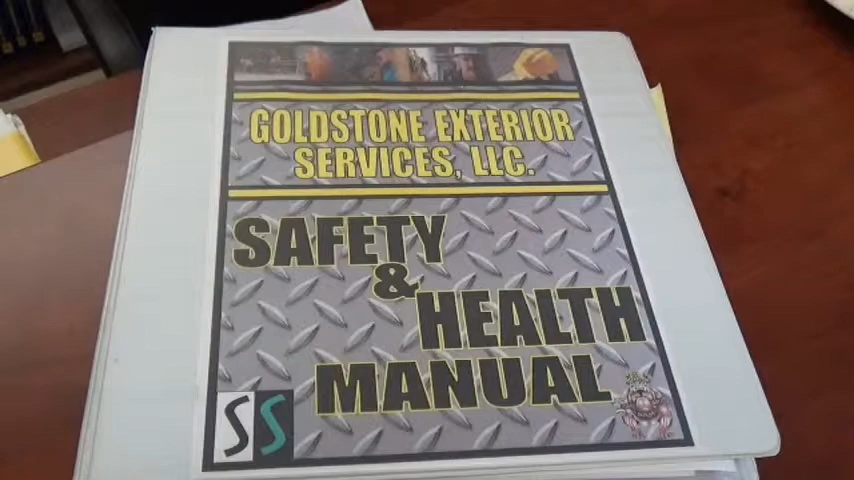 GOLDSTONE EXTERIOR
SERVICES, LLC.
SAFETY
&
HEALTH
MANUAL
SS